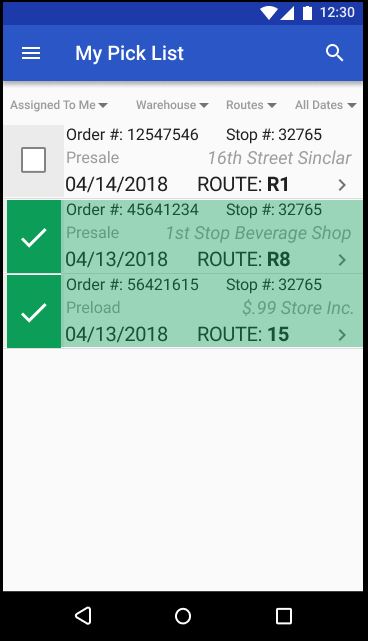 12:30
My Pick List
Assigned To Me Warehouse Routes All Dates
Order #: 12547546 Stop #: 32765
Presale 16th Street Sinclar
04/14/2018 ROUTE: R1
Order #: 45641234 Stop #: 32765
Presale 1st Stop Beverage Shop
04/13/2018 ROUTE: R8
Order #: 56421615 Stop #: 32765
Preload $.99 Store Inc.
04/13/2018 ROUTE: 15